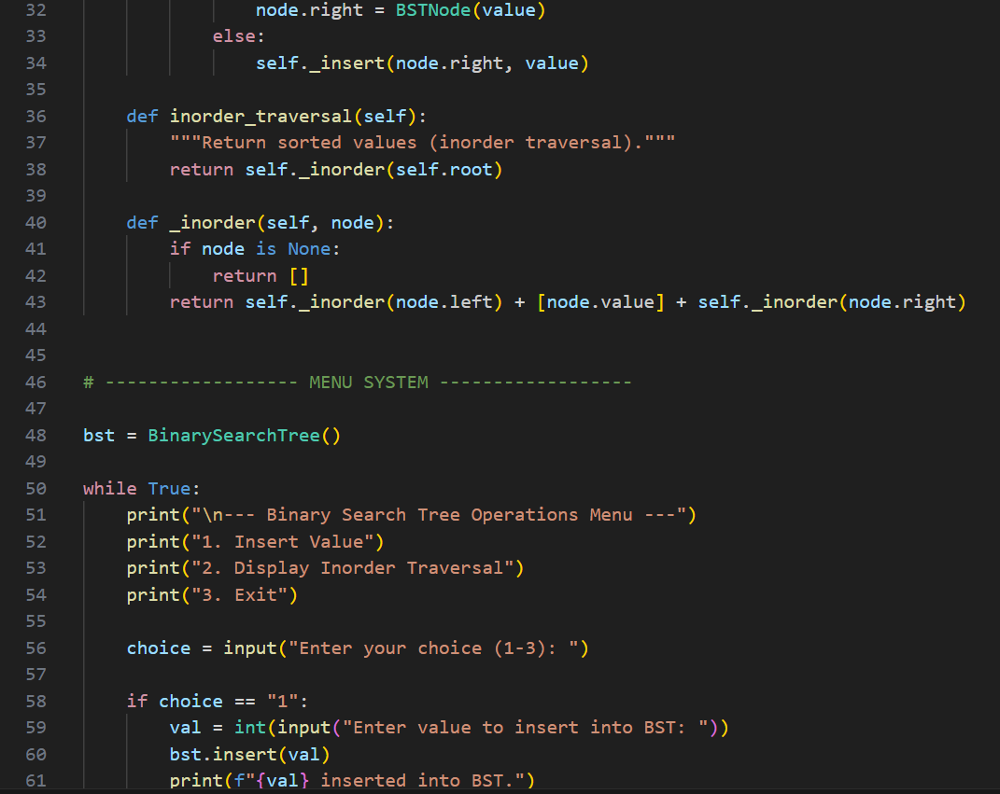 32                    node.right = BSTNode(value)
33                else:
34                    self._insert(node.right, value)
35
36        def inorder_traversal(self):
37            """Return sorted values (inorder traversal)."""
38            return self._inorder(self.root)
39
40        def _inorder(self, node):
41            if node is None:
42                return []
43            return self._inorder(node.left) + [node.value] + self._inorder(node.right)
44
45
46    # ------------------ MENU SYSTEM ------------------
47
48    bst = BinarySearchTree()
49
50    while True:
51        print("\n--- Binary Search Tree Operations Menu ---")
52        print("1. Insert Value")
53        print("2. Display Inorder Traversal")
54        print("3. Exit")
55
56        choice = input("Enter your choice (1-3): ")
57
58        if choice == "1":
59            val = int(input("Enter value to insert into BST: "))
60            bst.insert(val)
61            print(f"{val} inserted into BST.")